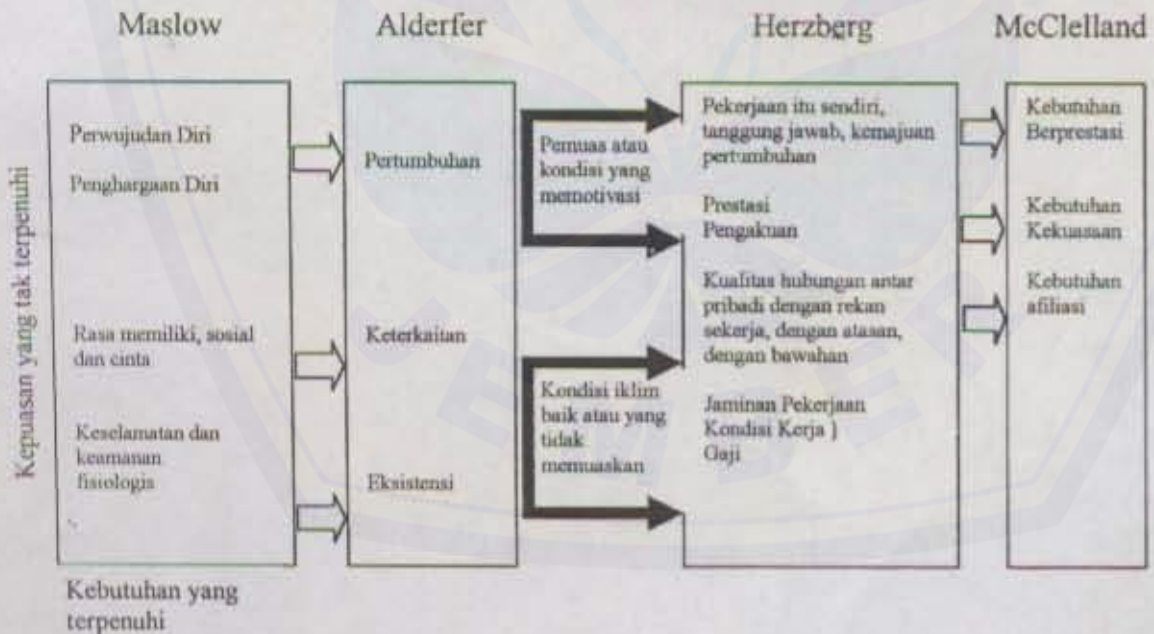 Maslow
Alderfer
Herzberg
McClelland
Kepuasan yang tak terpenuhi
Perwujudan Diri
Penghargaan Diri
Rasa memiliki, sosial
dan cinta
Keselamatan dan
keamanan
fisiologis
Kebutuhan yang
terpenuhi
Pertumbuhan
Keterkaitan
Eksistensi
Pemuas atau
kondisi yang
memotivasi
Kondisi iklim
baik atau yang
tidak
memuaskan
Pekerjaan itu sendiri,
tanggung jawab, kemajuan
pertumbuhan
Prestasi
Pengakuan
Kualitas hubungan antar
pribadi dengan rekan
sekerja, dengan atasan,
dengan bawahan
Jaminan Pekerjaan
Kondisi Kerja )
Gaji
Kebutuhan
Berprestasi
Kebutuhan
Kekuasaan
Kebutuhan
afiliasi
JEMBER